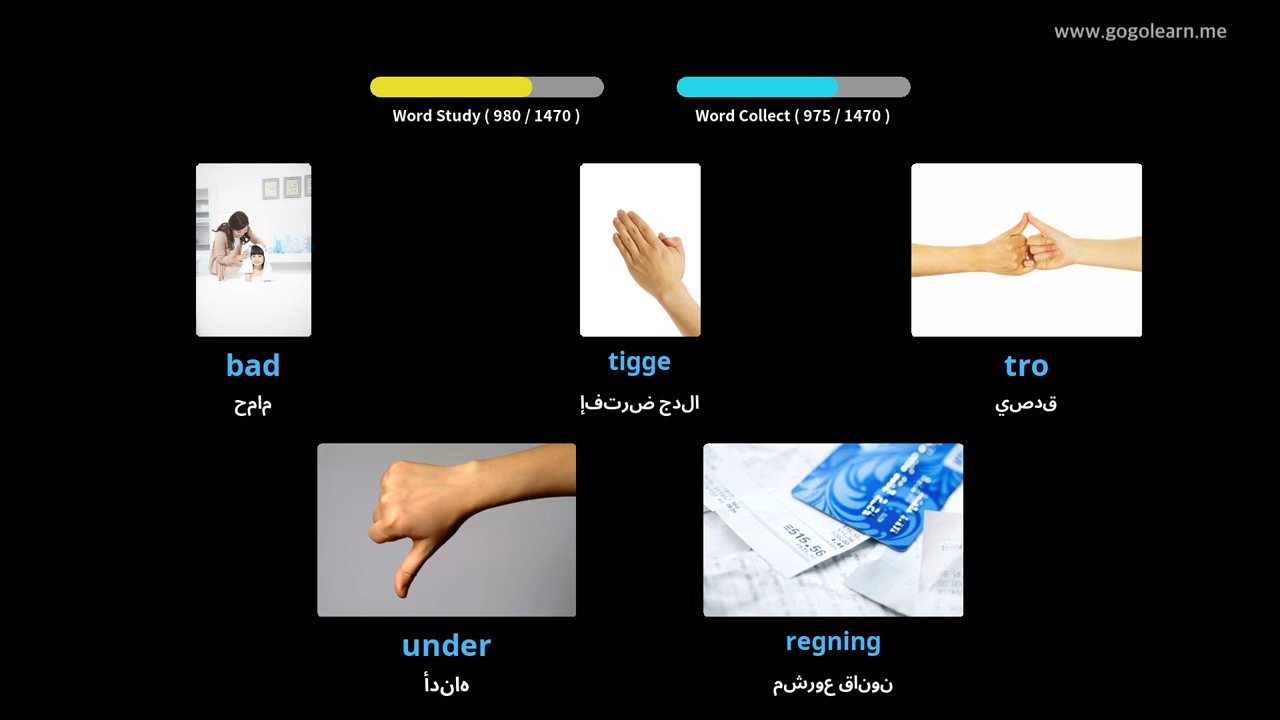 www.gogolearn.me
Word Study ( 980 / 1470 )
Word Collect ( 975 / 1470 )
bad
مامح
tigge
الدج ضرتفإ
tro
قدصي
under
هاندأ
regning
نوناق عورشم